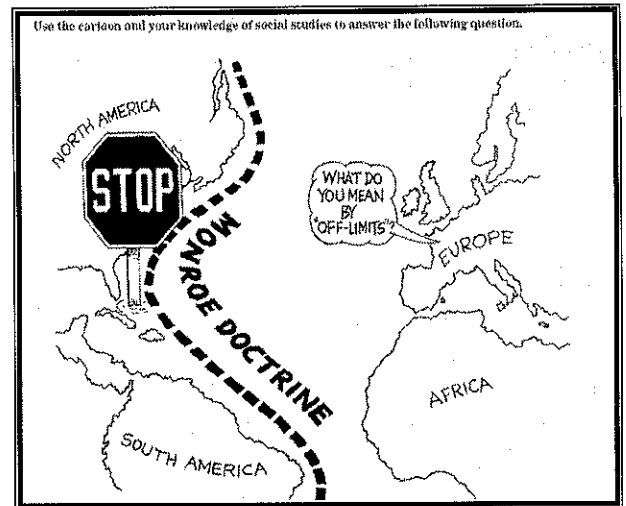 Use the cartoon and your knowledge of social studies to answer the following question.
NORTH AMERICA
STOP
WHAT DO
YOU MEAN
BY
"OFF-LIMITS"?
EUROPE
MONROE DOCTRINE
AFRICA
SOUTH AMERICA